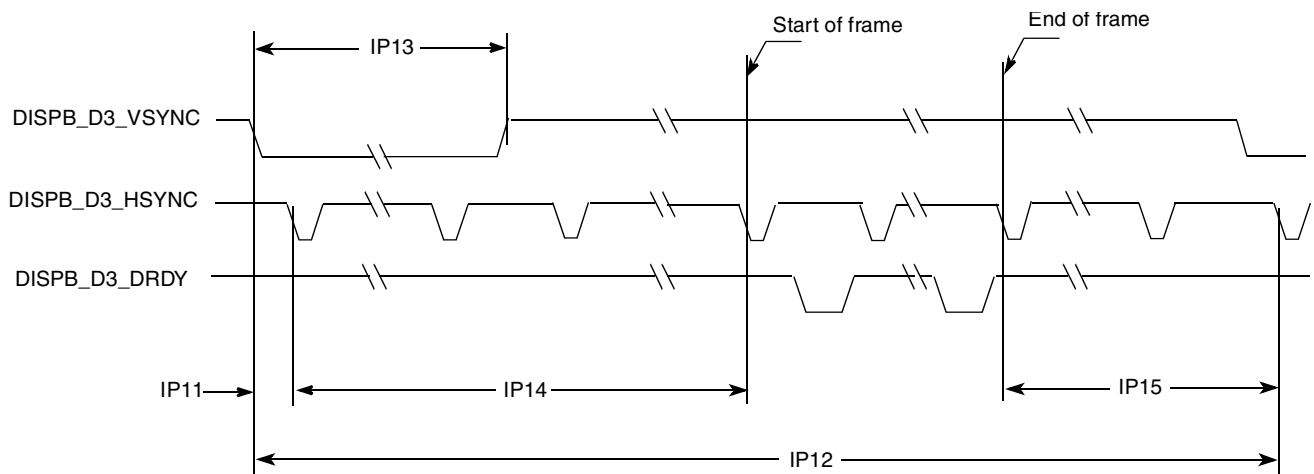 Start of frame
End of frame
IP13
DISPB_D3_VSYNC
DISPB_D3_HSYNC
DISPB_D3_DRDY
IP11
IP14
IP15
IP12